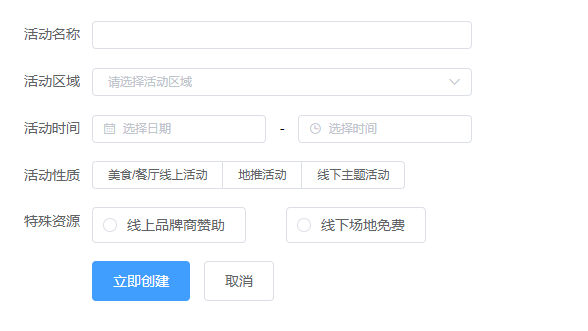 活动名称
活动区域 请选择活动区域
活动时间 选择日期 - 选择时间
活动性质 美食/餐厅线上活动 地推活动 线下主题活动
特殊资源 线上品牌商赞助 线下场地免费
立即创建 取消